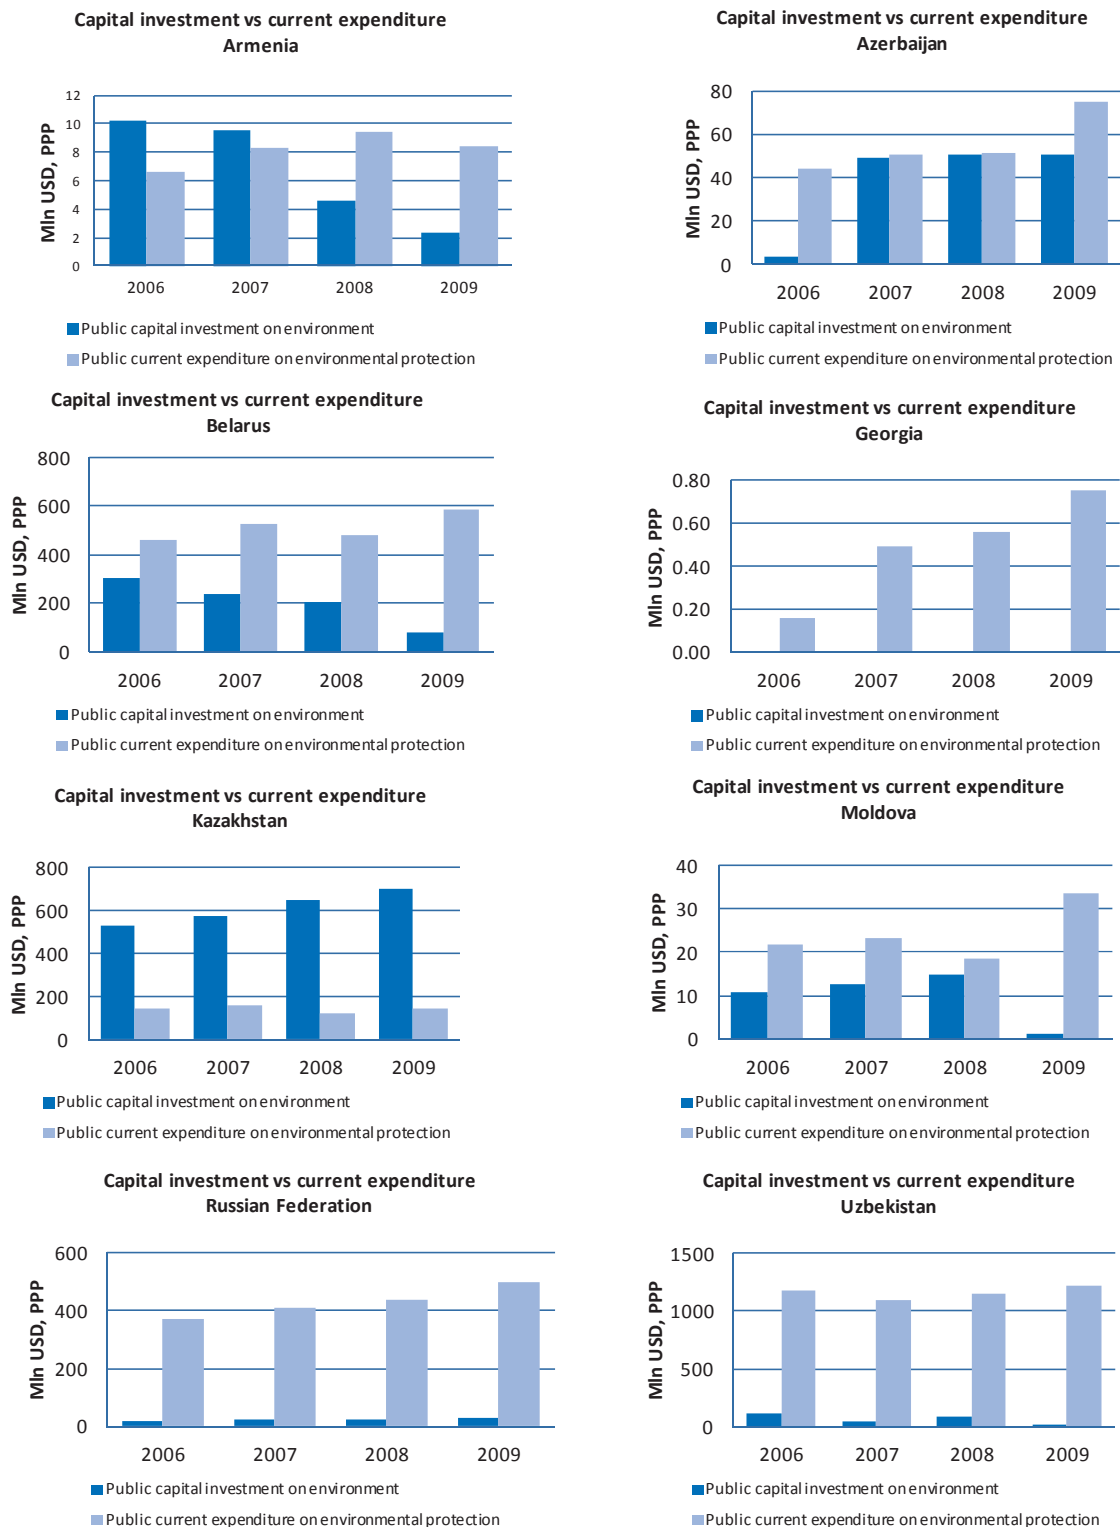 Capital investment vs current expenditure
Armenia
Mln USD, PPP
12
10
8
6
4
2
0
2006 2007 2008 2009
Public capital investment on environment
Public current expenditure on environmental protection
Capital investment vs current expenditure
Azerbaijan
Mln USD, PPP
80
60
40
20
0
2006 2007 2008 2009
Public capital investment on environment
Public current expenditure on environmental protection
Capital investment vs current expenditure
Belarus
Mln USD, PPP
800
600
400
200
0
2006 2007 2008 2009
Public capital investment on environment
Public current expenditure on environmental protection
Capital investment vs current expenditure
Georgia
Mln USD, PPP
0.80
0.60
0.40
0.20
0.00
2006 2007 2008 2009
Public capital investment on environment
Public current expenditure on environmental protection
Capital investment vs current expenditure
Kazakhstan
Mln USD, PPP
800
600
400
200
0
2006 2007 2008 2009
Public capital investment on environment
Public current expenditure on environmental protection
Capital investment vs current expenditure
Moldova
Mln USD, PPP
40
30
20
10
0
2006 2007 2008 2009
Public capital investment on environment
Public current expenditure on environmental protection
Capital investment vs current expenditure
Russian Federation
Mln USD, PPP
600
400
200
0
2006 2007 2008 2009
Public capital investment on environment
Public current expenditure on environmental protection
Capital investment vs current expenditure
Uzbekistan
Mln USD, PPP
1500
1000
500
0
2006 2007 2008 2009
Public capital investment on environment
Public current expenditure on environmental protection